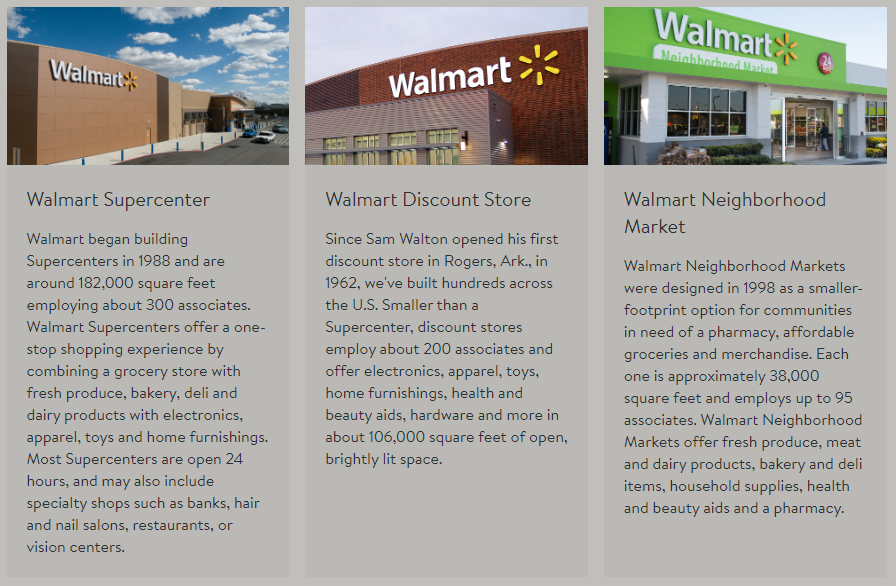 Walmart
Walmart
Walmart
Neighborhood Market
24
Walmart Supercenter
Walmart began building
Supercenters in 1988 and are
around 182,000 square feet
employing about 300 associates.
Walmart Supercenters offer a one-
stop shopping experience by
combining a grocery store with
fresh produce, bakery, deli and
dairy products with electronics,
apparel, toys and home furnishings.
Most Supercenters are open 24
hours, and may also include
specialty shops such as banks, hair
and nail salons, restaurants, or
vision centers.
Walmart Discount Store
Since Sam Walton opened his first
discount store in Rogers, Ark., in
1962, we've built hundreds across
the U.S. Smaller than a
Supercenter, discount stores
employ about 200 associates and
offer electronics, apparel, toys,
home furnishings, health and
beauty aids, hardware and more in
about 106,000 square feet of open,
brightly lit space.
Walmart Neighborhood
Market
Walmart Neighborhood Markets
were designed in 1998 as a smaller-
footprint option for communities
in need of a pharmacy, affordable
groceries and merchandise. Each
one is approximately 38,000
square feet and employs up to 95
associates. Walmart Neighborhood
Markets offer fresh produce, meat
and dairy products, bakery and deli
items, household supplies, health
and beauty aids and a pharmacy.